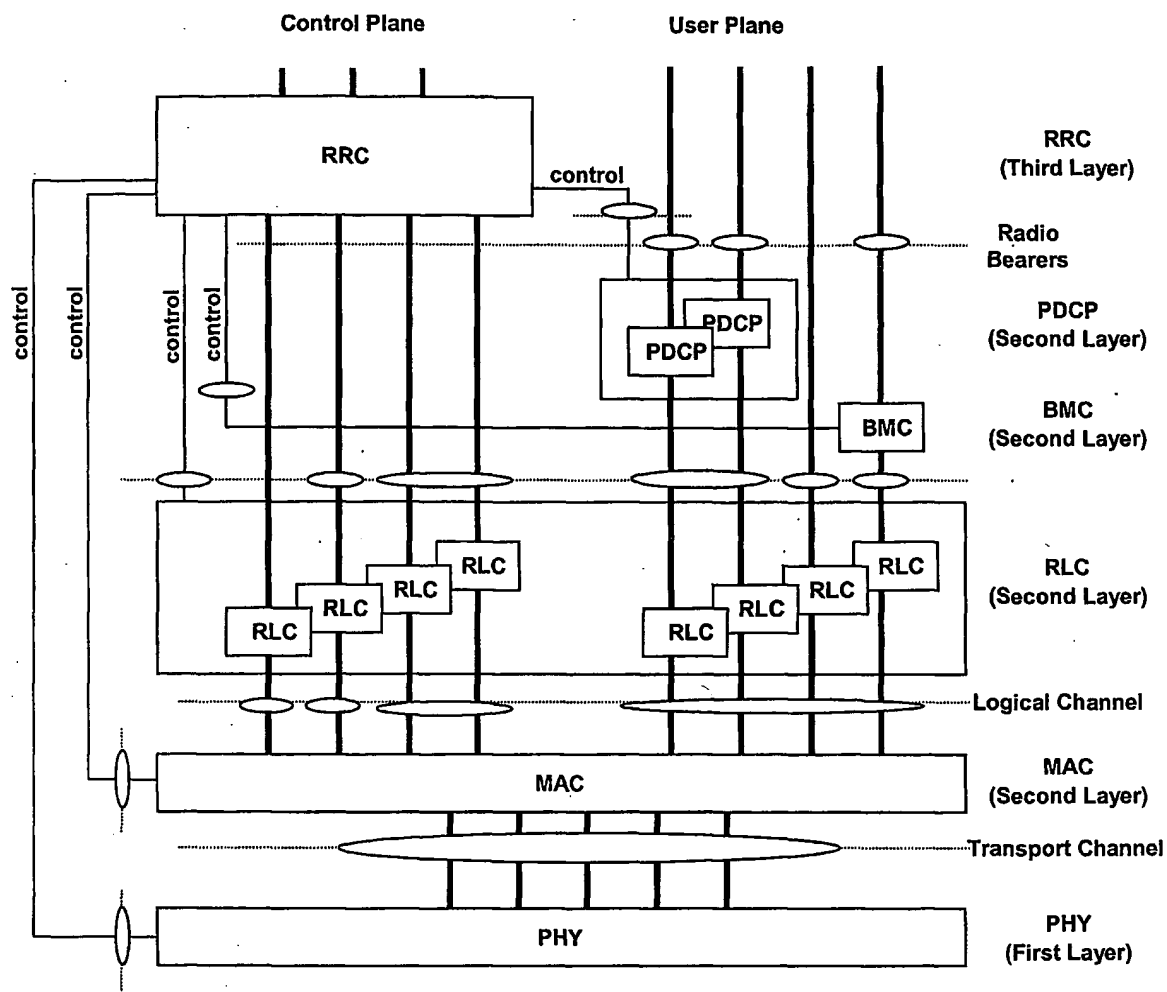 Control Plane
User Plane
RRC
RRC
(Third Layer)
control
Radio
Bearers
control
control
control
control
PDCP
PDCP
PDCP
(Second Layer)
BMC
BMC
(Second Layer)
RLC
RLC
RLC
RLC
RLC
RLC
RLC
RLC
RLC
(Second Layer)
Logical Channel
MAC
MAC
(Second Layer)
Transport Channel
PHY
PHY
(First Layer)